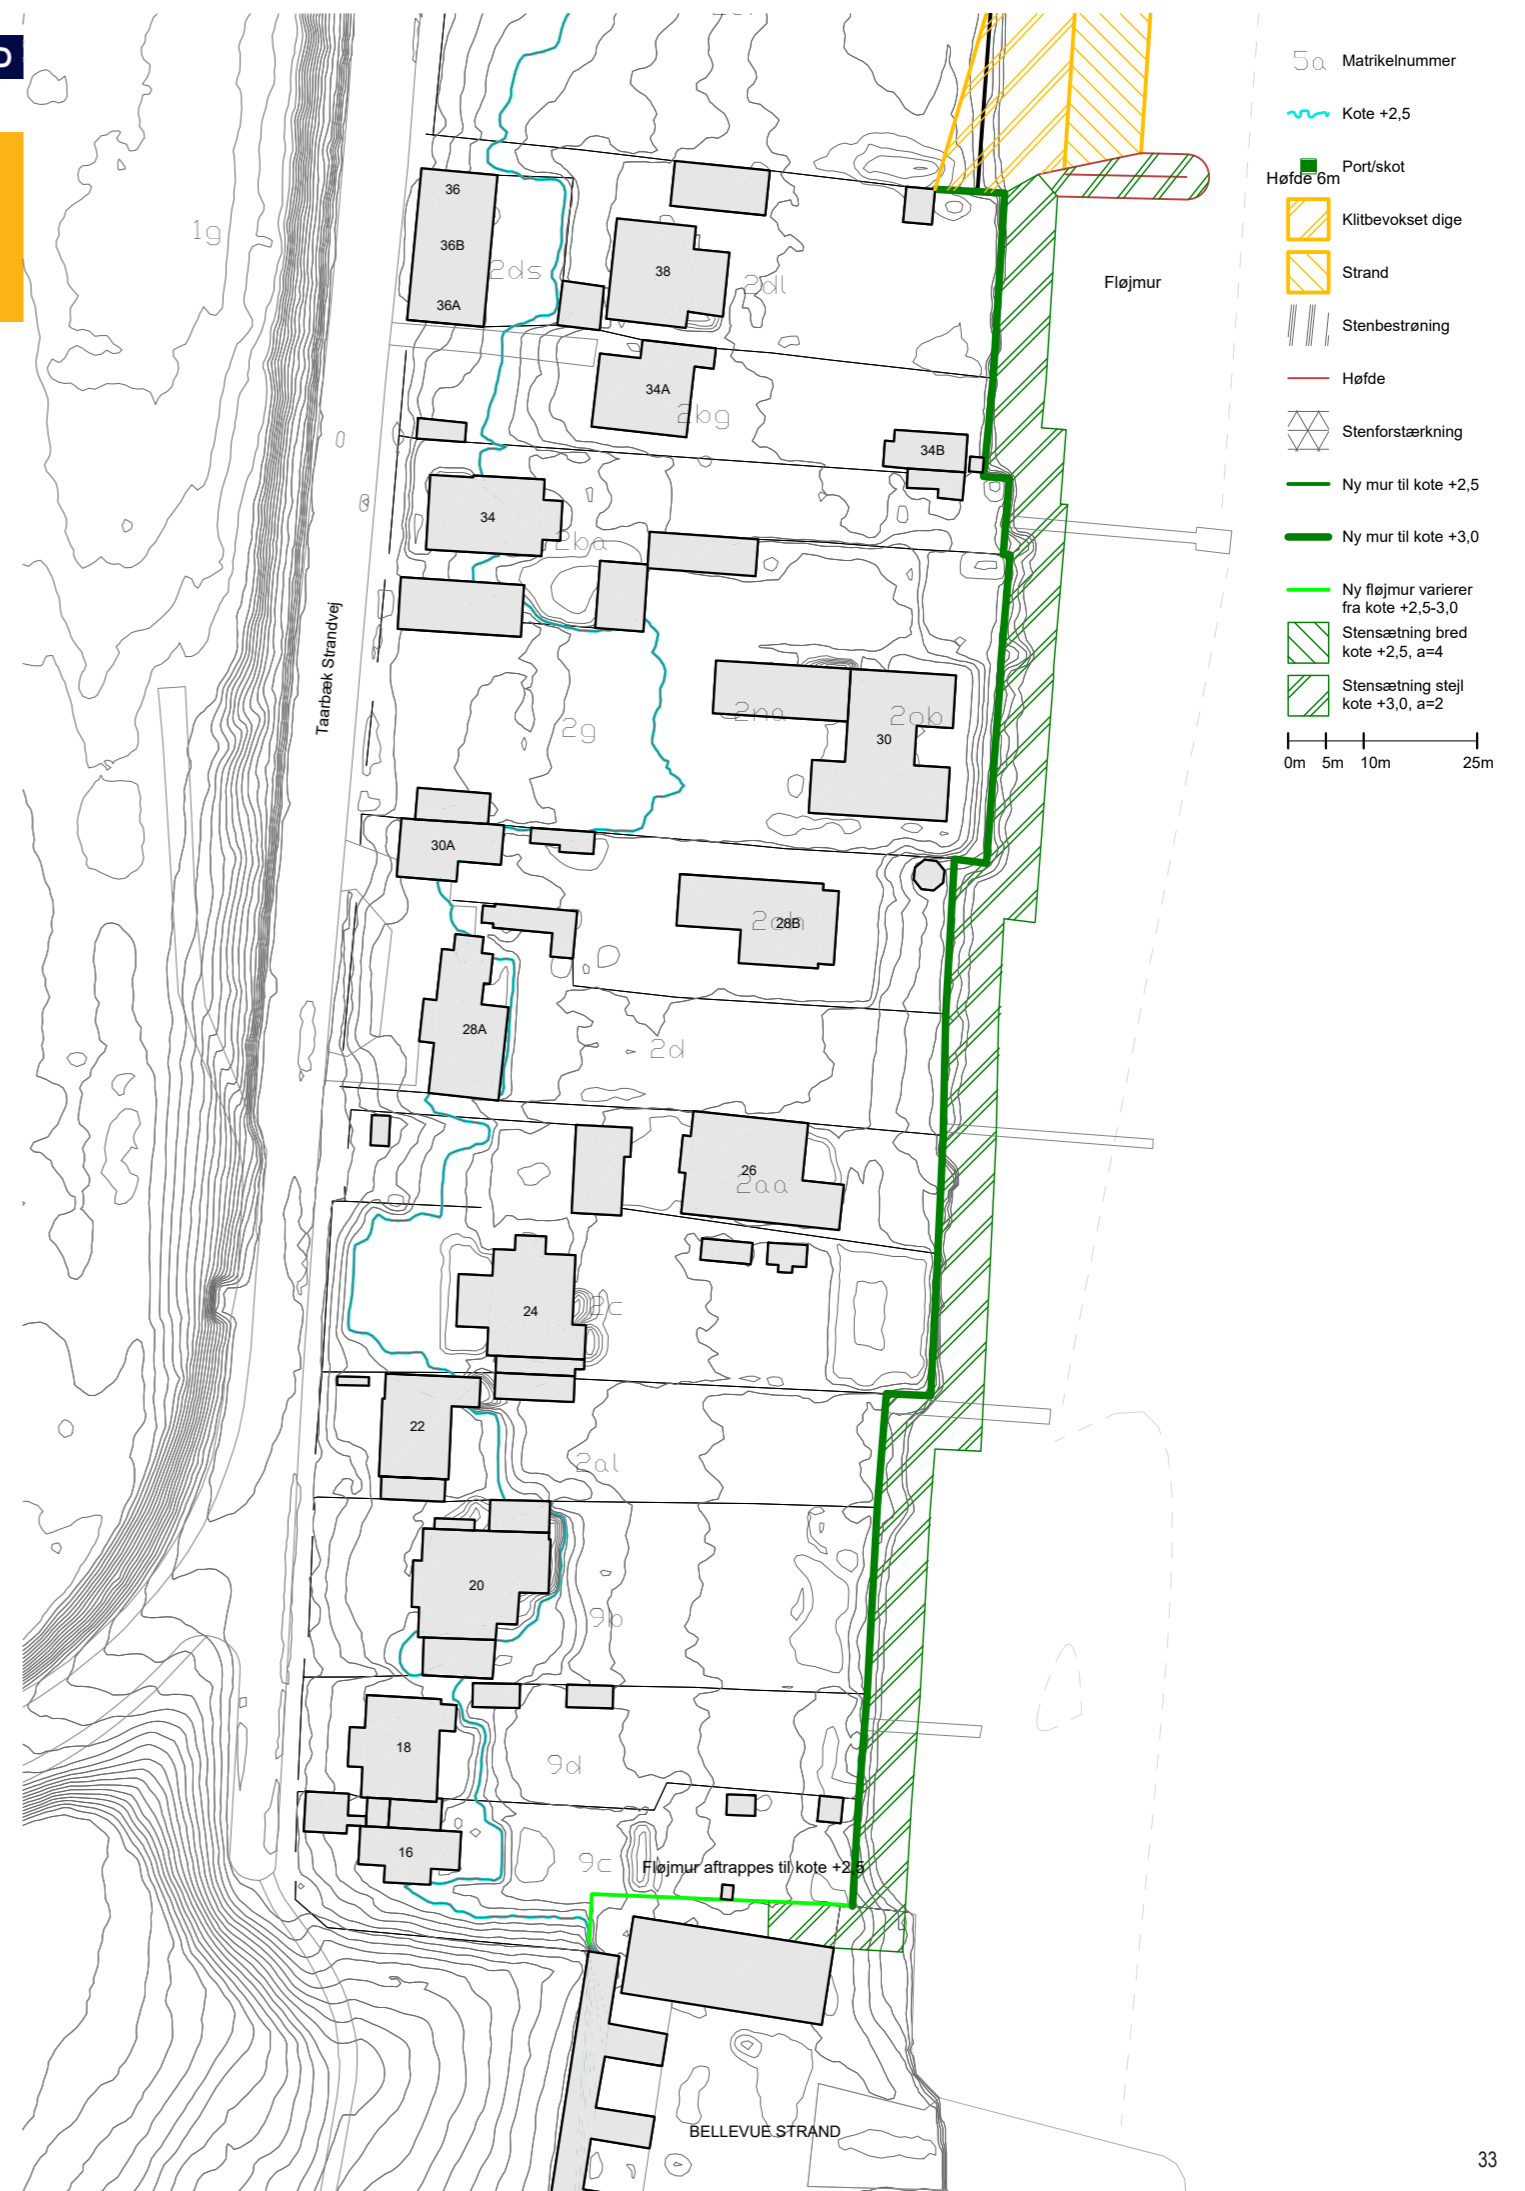 5a Matrikelnummer
Kote +2,5
Port/skot
Høfde 6m
Klitbevokset dige
Strand
Stenbestrøning
Høfde
Stenforstærkning
Ny mur til kote +2,5
Ny mur til kote +3,0
Ny fløjmur varierer
fra kote +2,5-3,0
Stensætning bred
kote +2,5, a=4
Stensætning stejl
kote +3,0, a=2
0m 5m 10m 25m
Fløjmur
1g
36
36B
2ds
36A
38
2dl
34A
2bg
34B
34
2ba
Taarbæk Strandvej
2g
2na
2ab
30
30A
28B
28A
2d
26
2aa
24
2c
22
2al
20
9b
18
9d
16
9c
Fløjmur aftrappes til kote +2,5
BELLEVUE STRAND
33